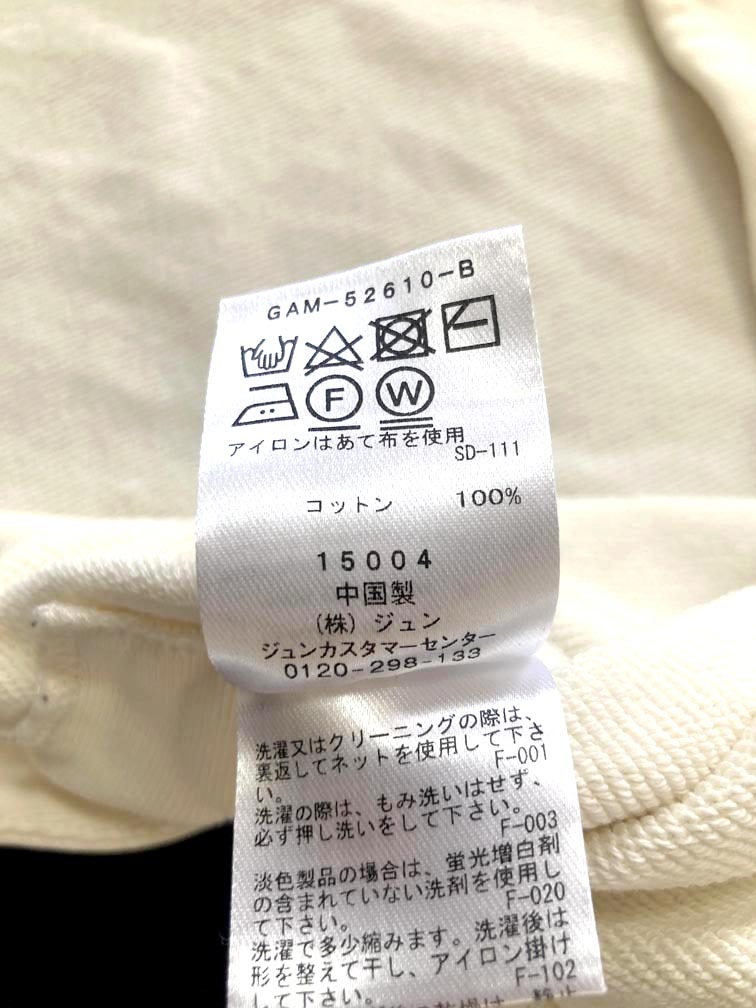 GAM-52610-B
F W
アイロンはあて布を使用
SD-111
コットン 100%
15004
中国製
(株) ジュン
ジュンカスタマーセンター
0120-298-133
洗濯又はクリーニングの際は、
裏返してネットを使用して下さ
い。 F-001
洗濯の際は、もみ洗いはせず、
必ず押し洗いをして下さい。
F-003
淡色製品の場合は、蛍光増白剤
の含まれていない洗剤を使用し
て下さい。 F-020
洗濯で多少縮みます。洗濯後は
形を整えて干し、アイロン掛け
して下さい。 F-102